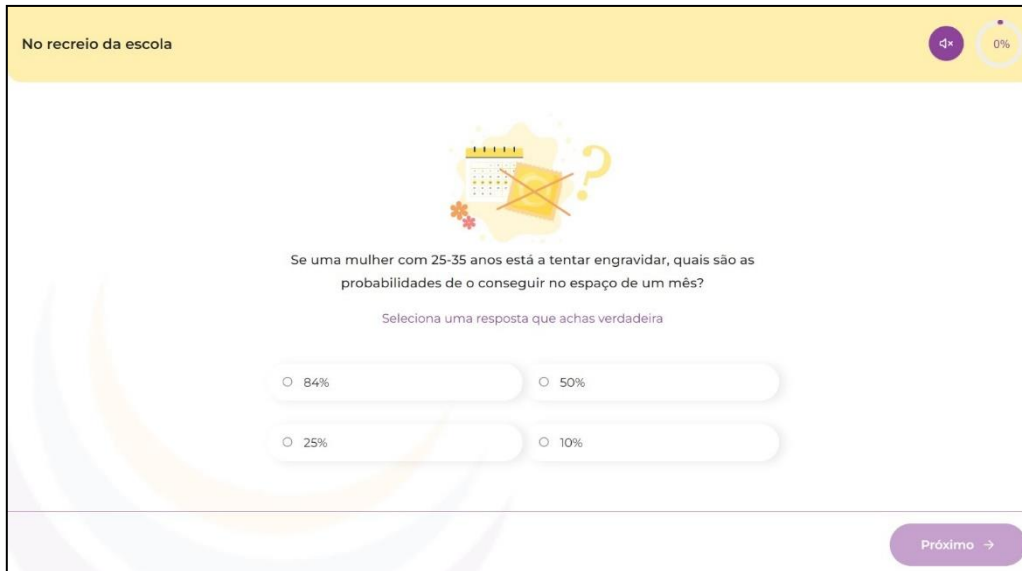 No recreio da escola
0%
?
Se uma mulher com 25-35 anos está a tentar engravidar, quais são as
probabilidades de o conseguir no espaço de um mês?
Seleciona uma resposta que achas verdadeira
84%
50%
25%
10%
Próximo →